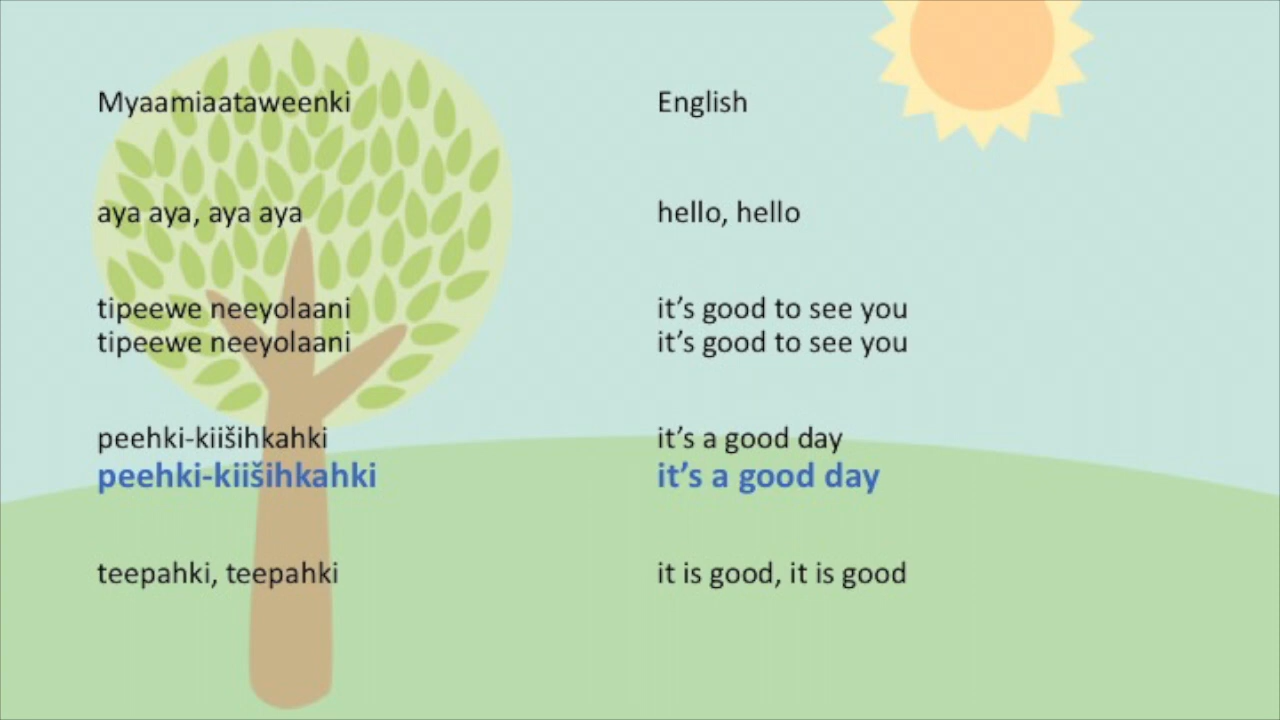 Myaamiaataweenki
English
aya aya, aya aya
hello, hello
tipeewe neeyolaani
it’s good to see you
tipeewe neeyolaani
it’s good to see you
peehki-kiišihkahki
it’s a good day
peehki-kiišihkahki
it’s a good day
teepahki, teepahki
it is good, it is good